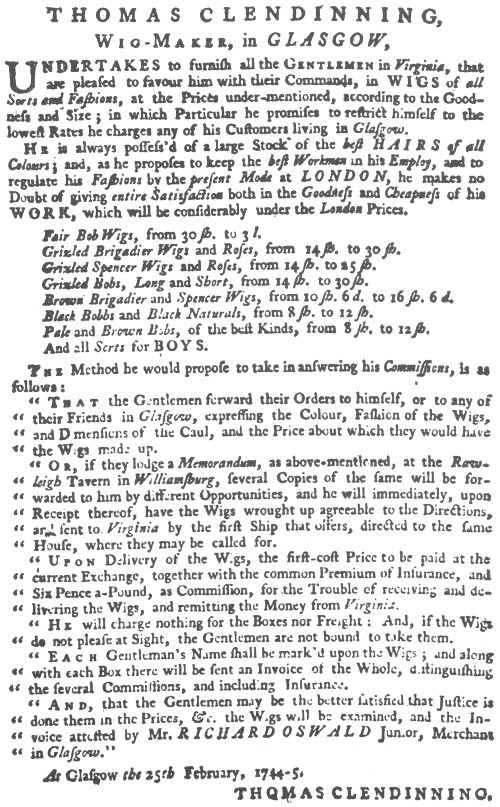 THOMAS CLENDINNING,
WIG-MAKER, in GLASGOW,
UNDERTAKES to furnish all the GENTLEMEN in Virginia, that
are pleased to favour him with their Commands, in WIGS of all
Sorts and Fashions, at the Prices under-mentioned, according to the Good-
ness and Size; in which Particular he promises to restrict himself to the
lowest Rates he charges any of his Customers living in Glasgow.
HE is always possess'd of a large Stock of the best HAIRS of all
Colours; and, as he proposes to keep the best Workmen in his Employ, and to
regulate his Fashions by the present Mode at LONDON, he makes no
Doubt of giving entire Satisfaction both in the Goodness and Cheapness of his
WORK, which will be considerably under the London Prices.
Fair Bob Wigs, from 30 sh. to 3 l.
Grizled Brigadier Wigs and Roses, from 14 sh. to 30 sh.
Grizled Spencer Wigs and Roses, from 14 sh. to 25 sh.
Grizled Bobs, Long and Short, from 14 sh. to 30 sh.
Brown Brigadier and Spencer Wigs, from 10 sh. 6 d. to 16 sh. 6 d.
Black Bobbs and Black Naturals, from 8 sh. to 12 sh.
Pale and Brown Bobs, of the best Kinds, from 8 sh. to 12 sh.
And all Sorts for BOYS.
THE Method he would propose to take in answering his Commissions, is as
follows:
" THAT the Gentlemen forward their Orders to himself, or to any of
" their Friends in Glasgow, expressing the Colour, Fashion of the Wigs,
" and Dimensions of the Caul, and the Price about which they would have
" the Wigs made up.
" OR, if they lodge a Memorandum, as above-mentioned, at the Raw-
" leigh Tavern in Williamsburg, several Copies of the same will be for-
" warded to him by different Opportunities, and he will immediately, upon
" Receipt thereof, have the Wigs wrought up agreeable to the Directions,
" and sent to Virginia by the first Ship that offers, directed to the same
" House, where they may be called for.
" UPON Delivery of the Wigs, the first-cost Price to be paid at the
" current Exchange, together with the common Premium of Insurance, and
" Six Pence a-Pound, as Commission, for the Trouble of receiving and de-
" livering the Wigs, and remitting the Money from Virginia.
" HE will charge nothing for the Boxes nor Freight: And, if the Wigs
" do not please at Sight, the Gentlemen are not bound to take them.
" EACH Gentleman's Name shall be mark'd upon the Wigs; and along
" with each Box there will be sent an Invoice of the Whole, distinguishing
" the several Commissions, and including Insurance.
" AND, that the Gentlemen may be the better satisfied that Justice is
" done them in the Prices, &c. the Wigs will be examined, and the In-
" voice attested by Mr. RICHARD OSWALD Junior, Merchant
" in Glasgow."
At Glasgow the 25th February, 1744-5.
THOMAS CLENDINNING.